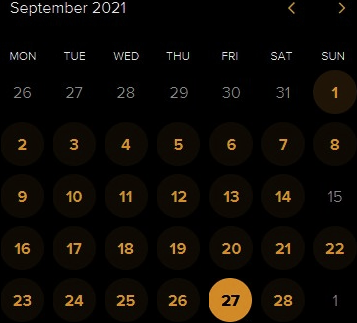 September 2021
MON TUE WED THU FRI SAT SUN
26 27 28 29 30 31 1
2 3 4 5 6 7 8
9 10 11 12 13 14 15
16 17 18 19 20 21 22
23 24 25 26 27 28 1